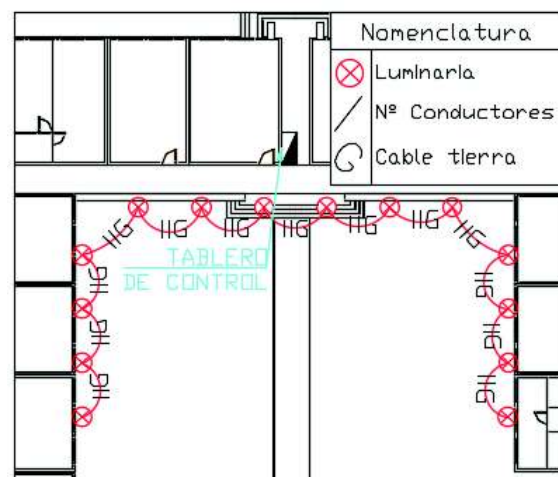 Nomenclatura
Luminaria
Nº Conductores
Cable tierra
TABLERO
DE CONTROL